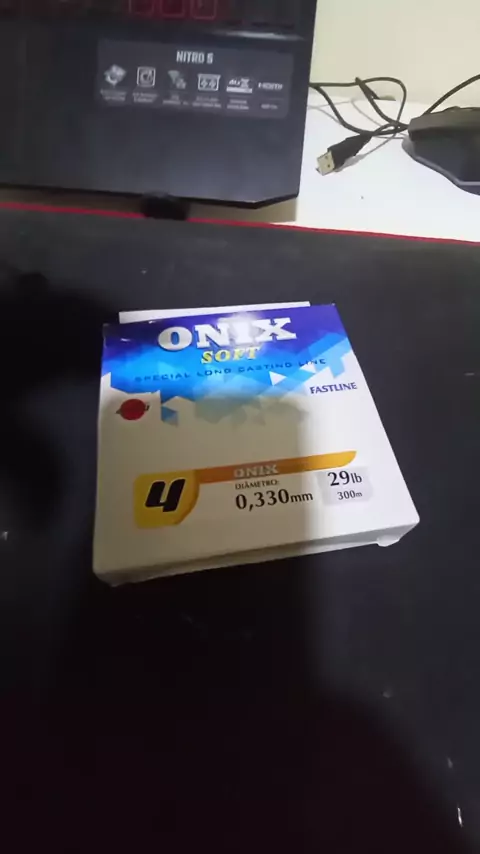 NITRO 5
ONIX
SOFT
SPECIAL LONG CASTING LINE
FASTLINE
ONIX
4
DIÂMETRO:
0,330mm
29lb
300m